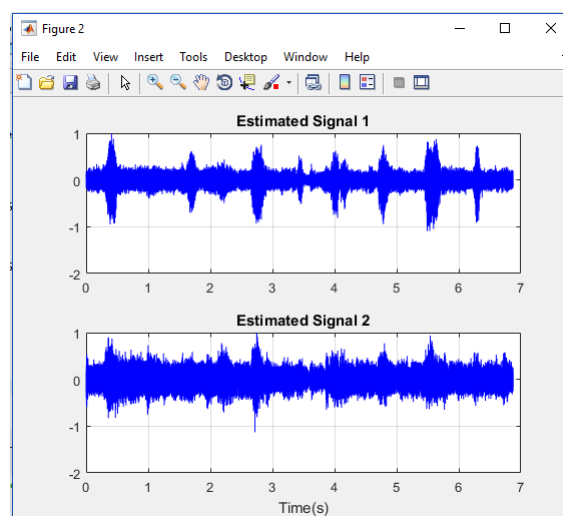 Figure 2
File Edit View Insert Tools Desktop Window Help
Estimated Signal 1
1
0
-1
-2
0 1 2 3 4 5 6 7
Estimated Signal 2
1
0
-1
-2
0 1 2 3 4 5 6 7
Time(s)